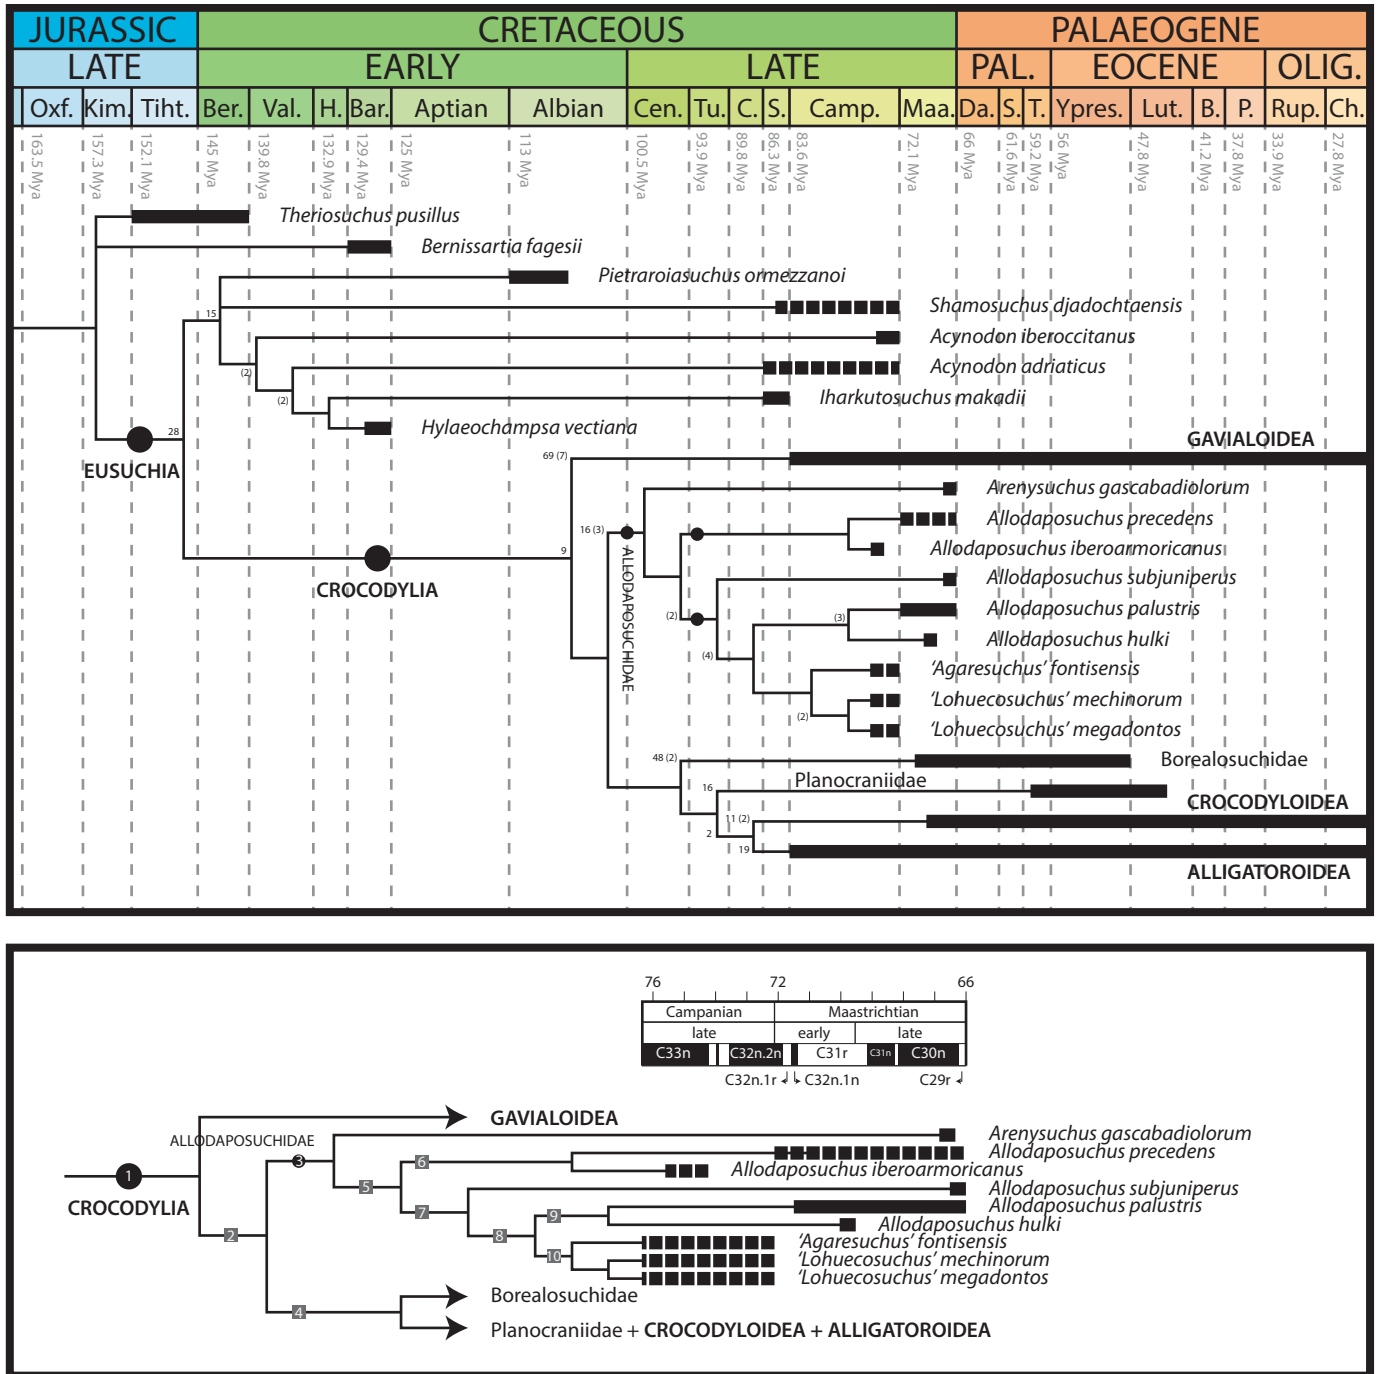 JURASSIC CRETACEOUS PALAEOGENE
LATE EARLY LATE PAL. EOCENE OLIG.
Oxf. Kim. Tiht. Ber. Val. H. Bar. Aptian Albian Cen. Tu. C. S. Camp. Maa. Da. S. T. Ypres. Lut. B. P. Rup. Ch.
163.5 Mya
157.3 Mya
152.1 Mya
145 Mya
139.8 Mya
132.9 Mya
129.4 Mya
125 Mya
113 Mya
100.5 Mya
93.9 Mya
89.8 Mya
86.3 Mya
83.6 Mya
72.1 Mya
66 Mya
61.6 Mya
59.2 Mya
56 Mya
47.8 Mya
41.2 Mya
37.8 Mya
33.9 Mya
27.8 Mya
Theriosuchus pusillus
Bernissartia fagesii
Pietraroiasuchus ormezzanoi
15
Shamosuchus djadochtaensis
Acynodon iberoccitanus
(2)
Acynodon adriaticus
(2)
Iharkutosuchus makadii
28
Hylaeochampsa vectiana
EUSUCHIA
GAVIALOIDEA
69 (7)
Arenysuchus gascabadiolorum
Allodaposuchus precedens
16 (3)
ALLODAPOSUCHIDAE
9
Allodaposuchus iberoarmoricanus
CROCODYLIA
Allodaposuchus subjuniperus
(2)
Allodaposuchus palustris
(3)
Allodaposuchus hulki
(4)
‘Agaresuchus’ fontisensis
‘Lohuecosuchus’ mechinorum
(2)
‘Lohuecosuchus’ megadontos
48 (2)
Borealosuchidae
Planocraniidae
16
CROCODYLOIDEA
11 (2)
2
19
ALLIGATOROIDEA
76 72 66
Campanian Maastrichtian
late early late
C33n C32n.2n C31r C31n C30n
C32n.1r C32n.1n C29r
GAVIALOIDEA
ALLODAPOSUCHIDAE
Arenysuchus gascabadiolorum
3
6
Allodaposuchus precedens
1
Allodaposuchus iberoarmoricanus
CROCODYLIA
5
Allodaposuchus subjuniperus
Allodaposuchus palustris
7
9
Allodaposuchus hulki
2
8
‘Agaresuchus’ fontisensis
10
‘Lohuecosuchus’ mechinorum
‘Lohuecosuchus’ megadontos
Borealosuchidae
4
Planocraniidae + CROCODYLOIDEA + ALLIGATOROIDEA